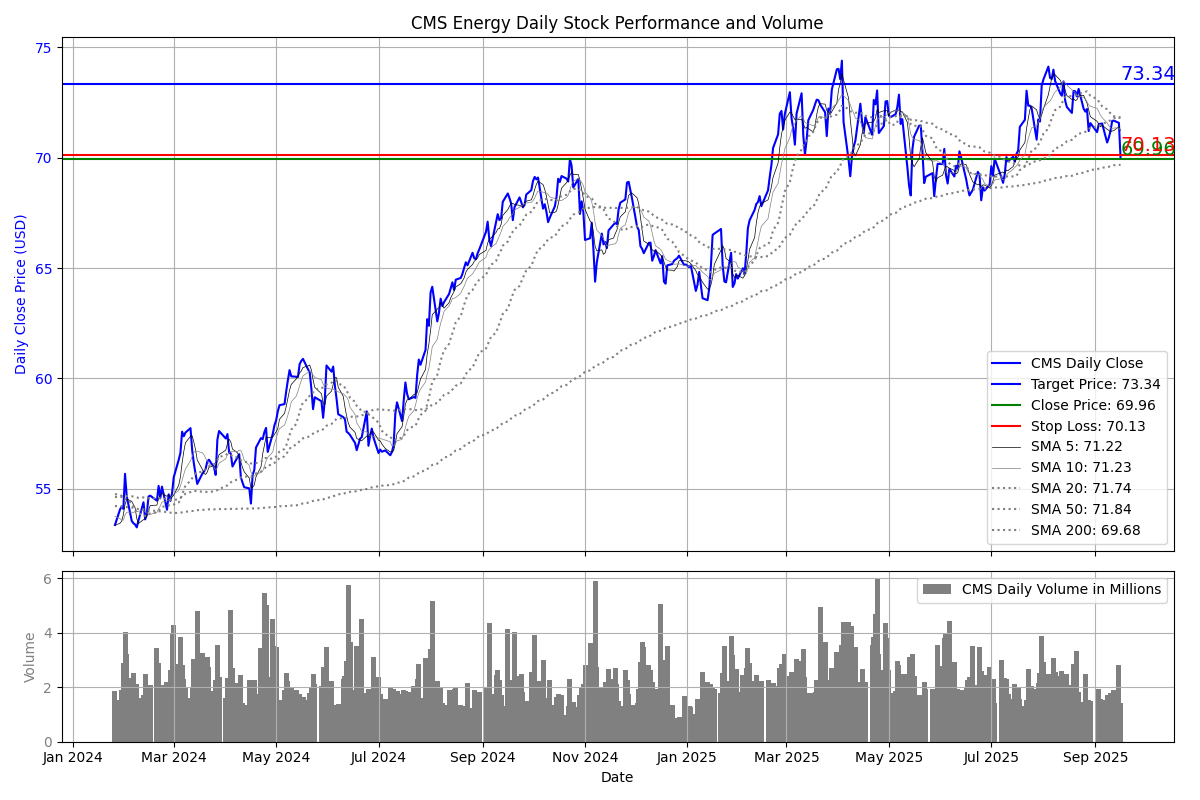 CMS Energy Daily Stock Performance and Volume
75
73.34
70.13
69.96
70
65
60
55
Daily Close Price (USD)
CMS Daily Close
Target Price: 73.34
Close Price: 69.96
Stop Loss: 70.13
SMA 5: 71.22
SMA 10: 71.23
SMA 20: 71.74
SMA 50: 71.84
SMA 200: 69.68
6
4
2
0
Volume
CMS Daily Volume in Millions
Jan 2024 Mar 2024 May 2024 Jul 2024 Sep 2024 Nov 2024 Jan 2025 Mar 2025 May 2025 Jul 2025 Sep 2025
Date